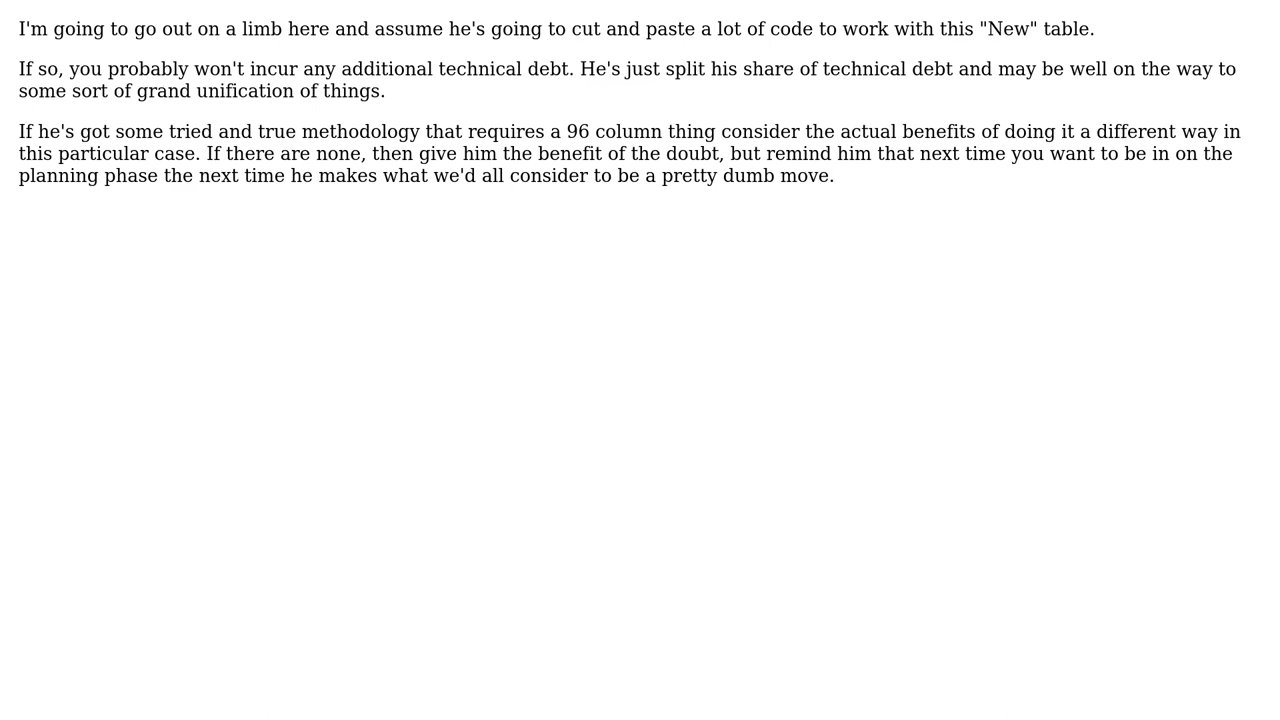 I'm going to go out on a limb here and assume he's going to cut and paste a lot of code to work with this "New" table.
If so, you probably won't incur any additional technical debt. He's just split his share of technical debt and may be well on the way to
some sort of grand unification of things.
If he's got some tried and true methodology that requires a 96 column thing consider the actual benefits of doing it a different way in
this particular case. If there are none, then give him the benefit of the doubt, but remind him that next time you want to be in on the
planning phase the next time he makes what we'd all consider to be a pretty dumb move.